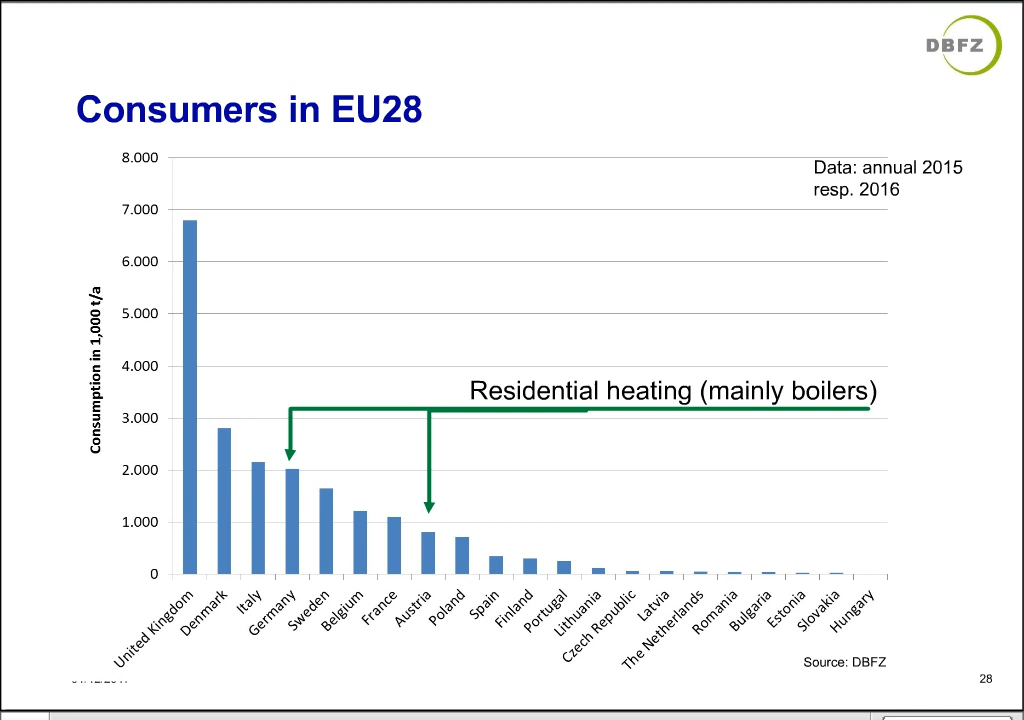 DBFZ
Consumers in EU28
Data: annual 2015
resp. 2016
8.000
7.000
6.000
5.000
4.000
3.000
2.000
1.000
0
Consumption in 1,000 t/a
Residential heating (mainly boilers)
United Kingdom
Denmark
Italy
Germany
Sweden
Belgium
France
Austria
Poland
Spain
Finland
Portugal
Lithuania
Czech Republic
Latvia
The Netherlands
Romania
Bulgaria
Estonia
Slovakia
Hungary
Source: DBFZ
28